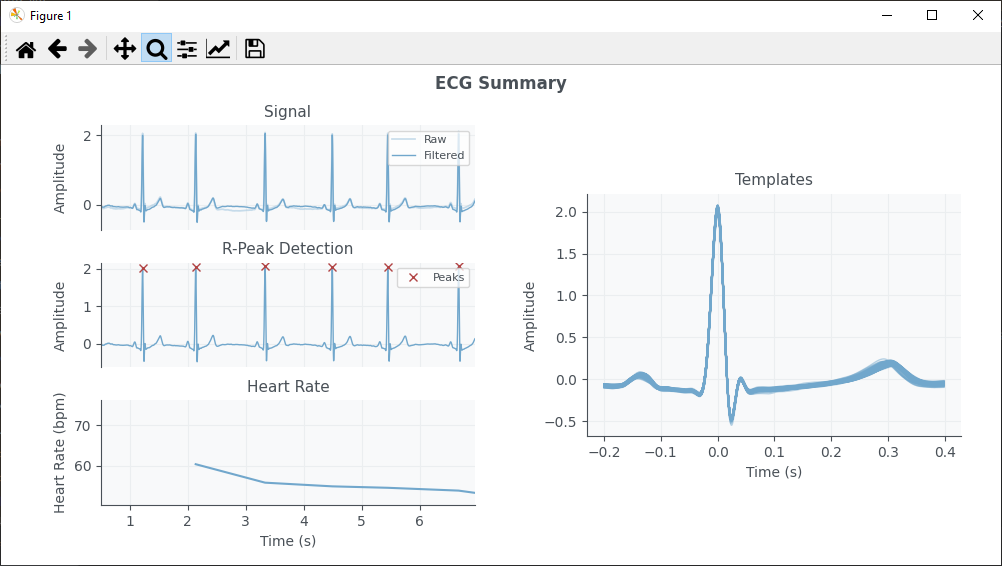 Figure 1
ECG Summary
Signal
Amplitude
2
0
Raw
Filtered
R-Peak Detection
Amplitude
2
1
0
Peaks
Heart Rate
Heart Rate (bpm)
70
60
1 2 3 4 5 6
Time (s)
Templates
Amplitude
2.0
1.5
1.0
0.5
0.0
−0.5
−0.2 −0.1 0.0 0.1 0.2 0.3 0.4
Time (s)